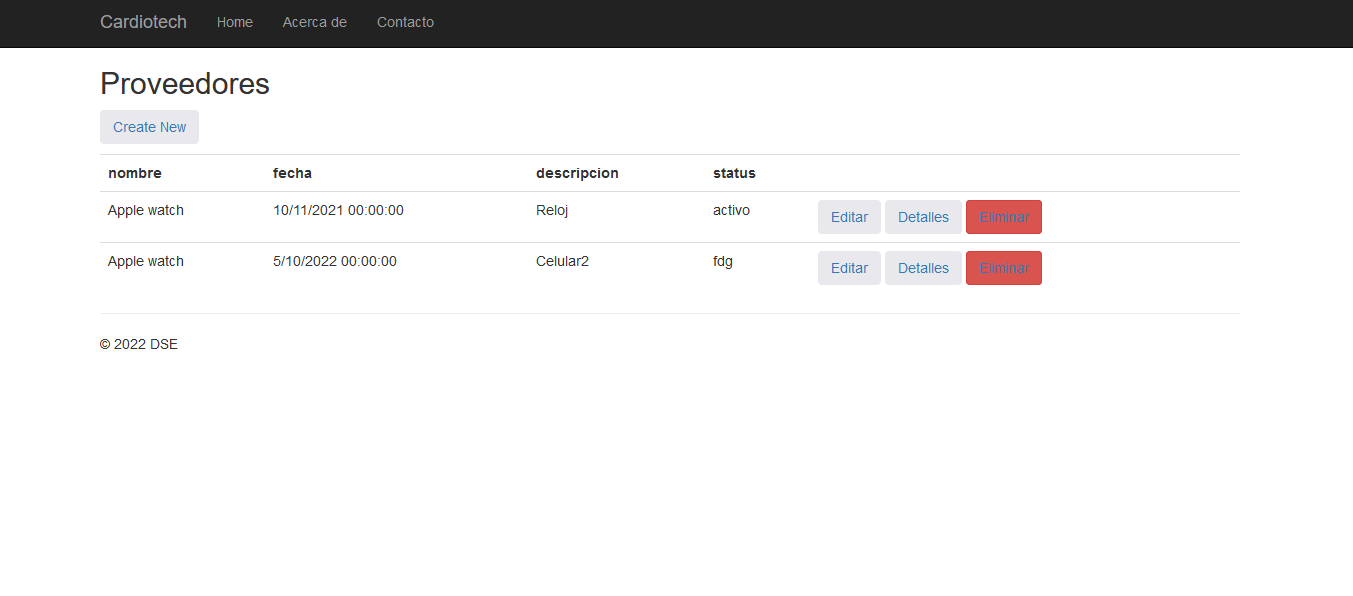 Cardiotech Home Acerca de Contacto
Proveedores
Create New
nombre fecha descripcion status
Apple watch 10/11/2021 00:00:00 Reloj activo Editar Detalles Eliminar
Apple watch 5/10/2022 00:00:00 Celular2 fdg Editar Detalles Eliminar
© 2022 DSE